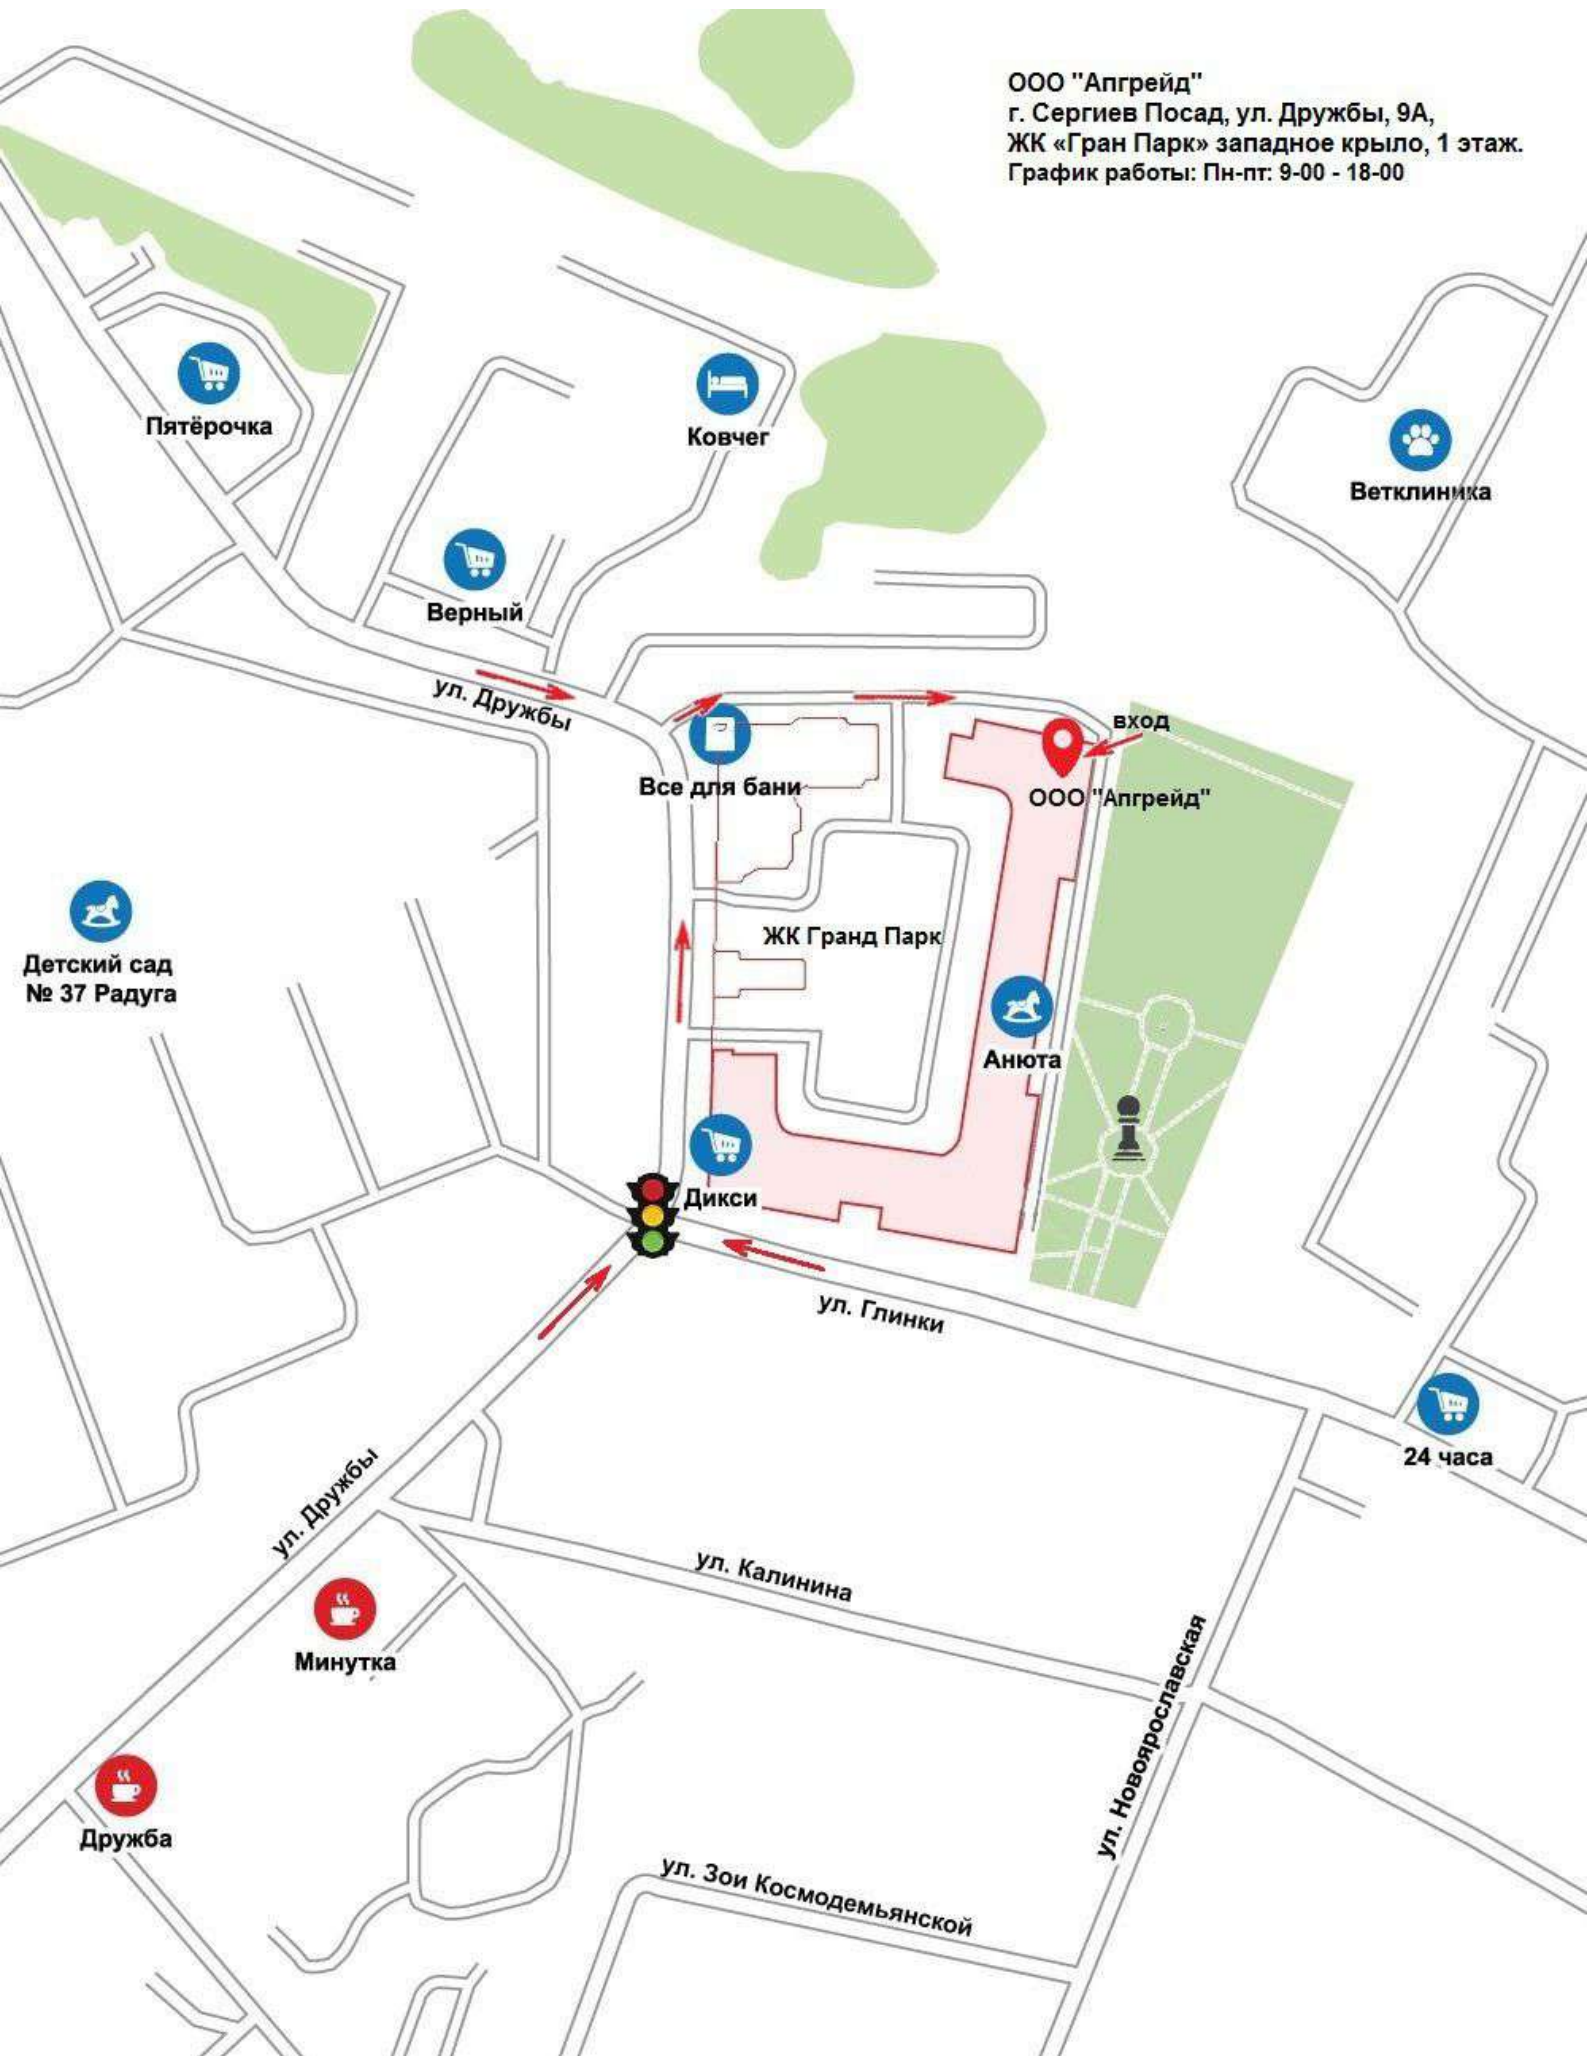 ООО "Апгрейд"
г. Сергиев Посад, ул. Дружбы, 9А,
ЖК «Гран Парк» западное крыло, 1 этаж.
График работы: Пн-пт: 9-00 - 18-00
Пятёрочка
Ковчег
Ветклиника
Верный
ул. Дружбы
вход
Все для бани
ООО "Апгрейд"
ЖК Гранд Парк
Детский сад
№ 37 Радуга
Анюта
Дикси
ул. Глинки
24 часа
ул. Дружбы
ул. Калинина
Минутка
ул. Новоярославская
Дружба
ул. Зои Космодемьянской